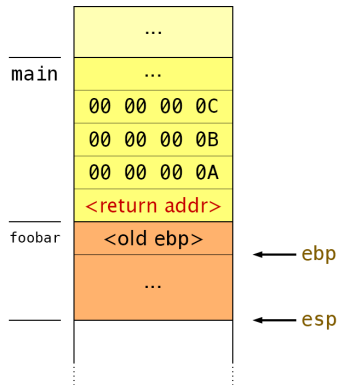 ...
main
...
00 00 00 0C
00 00 00 0B
00 00 00 0A
<return addr>
foobar
<old ebp>
ebp
...
esp